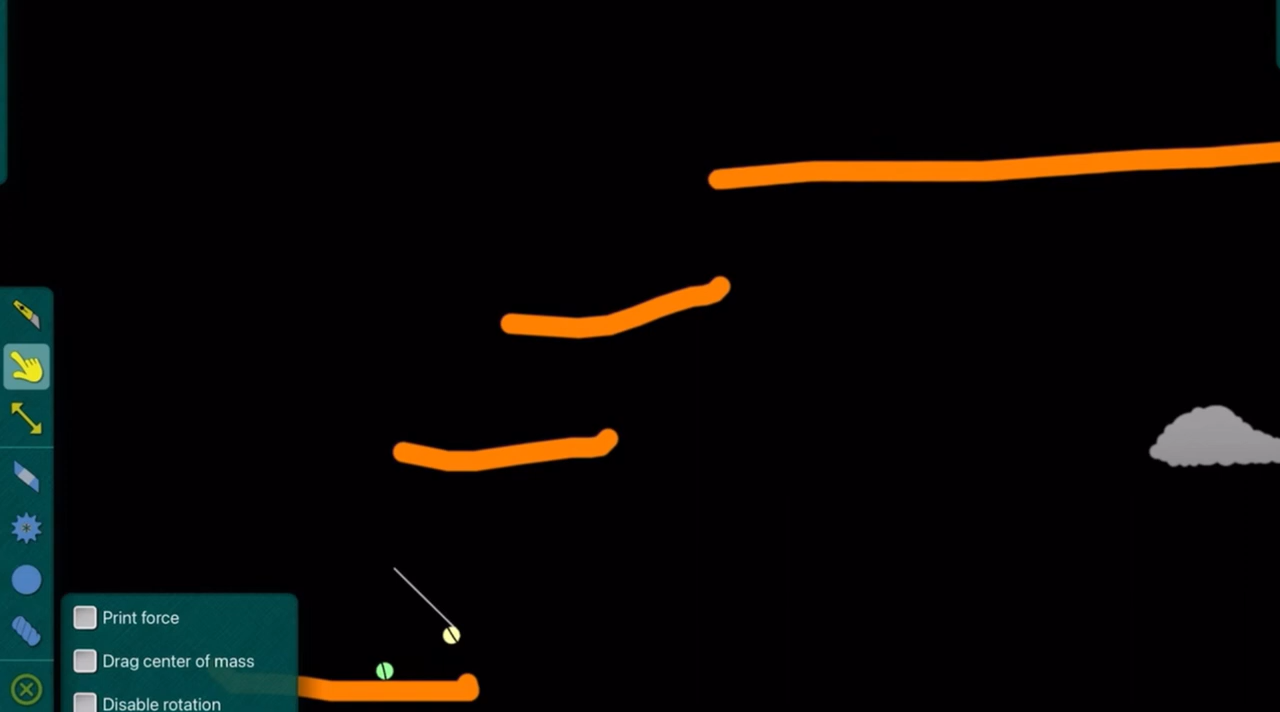 Print force
Drag center of mass
Disable rotation